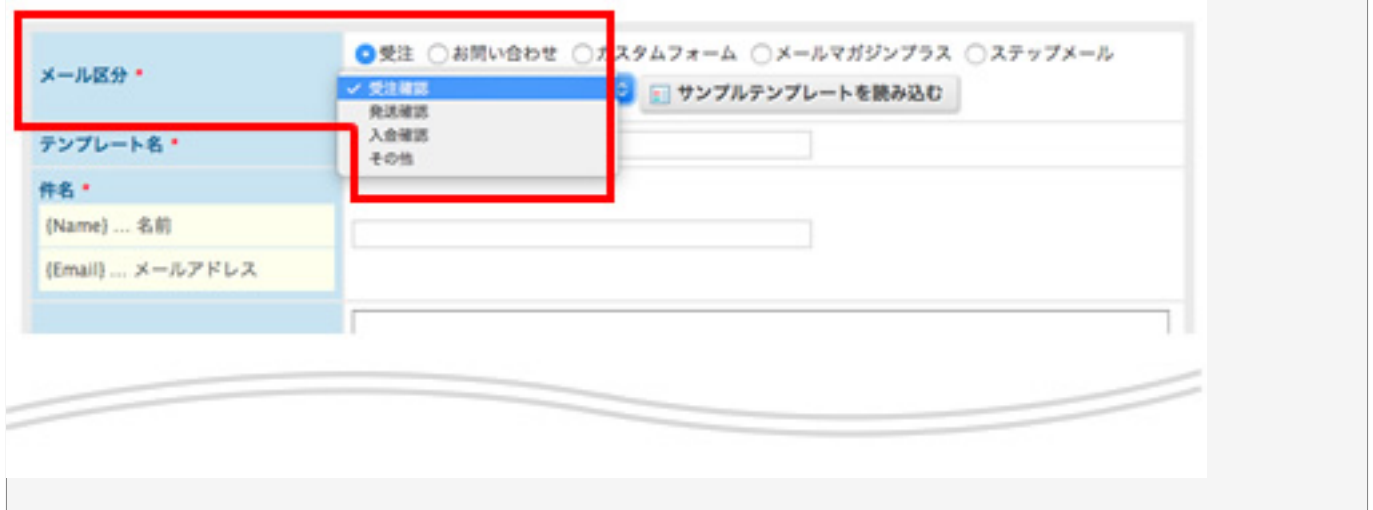 メール区分 *
受注 お問い合わせ カスタムフォーム メールマガジンプラス ステップメール
✓ 受注確認
サンプルテンプレートを読み込む
発送確認
入会確認
その他
テンプレート名 *
件名 *
{Name} ... 名前
{Email} ... メールアドレス